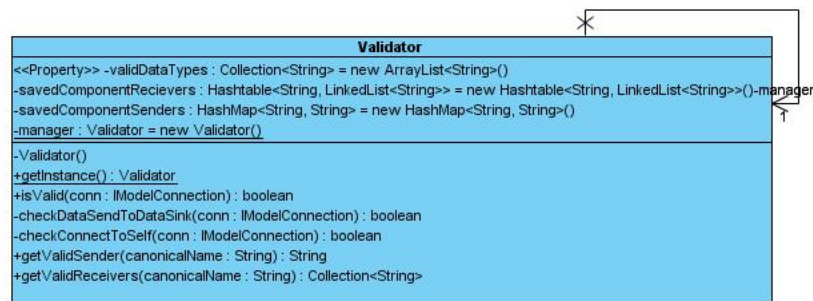 Validator
<<Property>> -validDataTypes : Collection<String> = new ArrayList<String>()
-savedComponentRecievers : Hashtable<String, LinkedList<String>> = new Hashtable<String, LinkedList<String>>()-manager
-savedComponentSenders : HashMap<String, String> = new HashMap<String, String>()
-manager : Validator = new Validator()
1
-Validator()
+getInstance() : Validator
+isValid(conn : IModelConnection) : boolean
-checkDataSendToDataSink(conn : IModelConnection) : boolean
-checkConnectToSelf(conn : IModelConnection) : boolean
+getValidSender(canonicalName : String) : String
+getValidReceivers(canonicalName : String) : Collection<String>